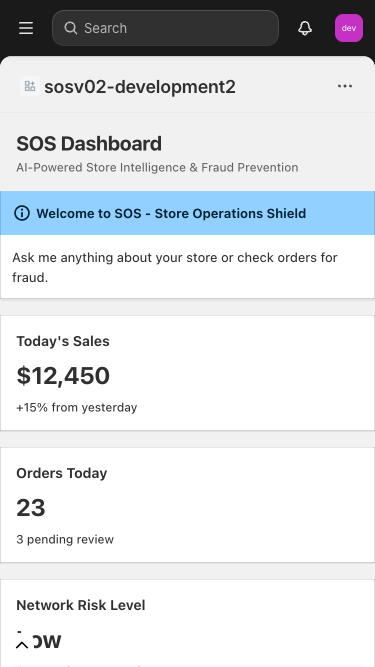 Search
dev
sosv02-development2
SOS Dashboard
AI-Powered Store Intelligence & Fraud Prevention
Welcome to SOS - Store Operations Shield
Ask me anything about your store or check orders for
fraud.
Today's Sales
$12,450
+15% from yesterday
Orders Today
23
3 pending review
Network Risk Level